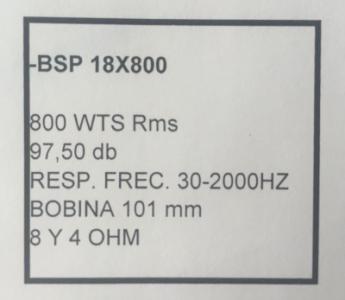 -BSP 18X800
800 WTS Rms
97,50 db
RESP. FREC. 30-2000HZ
BOBINA 101 mm
8 Y 4 OHM